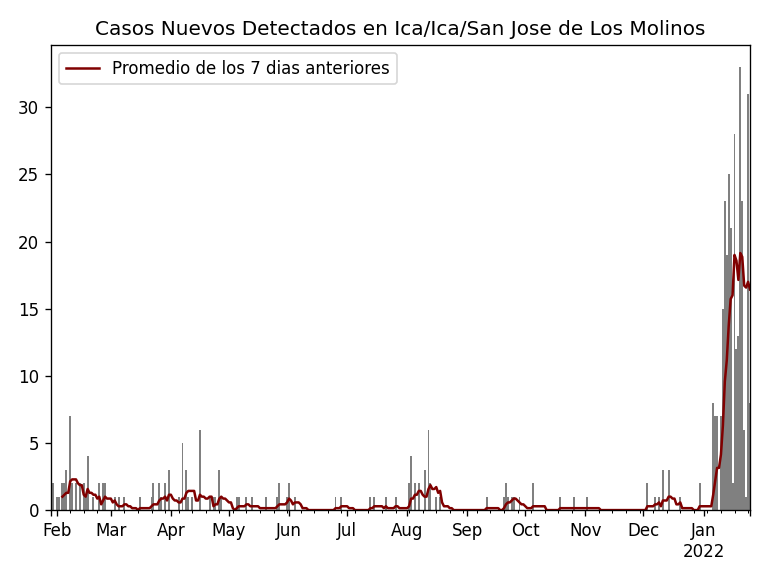 Casos Nuevos Detectados en Ica/Ica/San Jose de Los Molinos
Promedio de los 7 dias anteriores
30
25
20
15
10
5
0
Feb Mar Apr May Jun Jul Aug Sep Oct Nov Dec Jan
2022